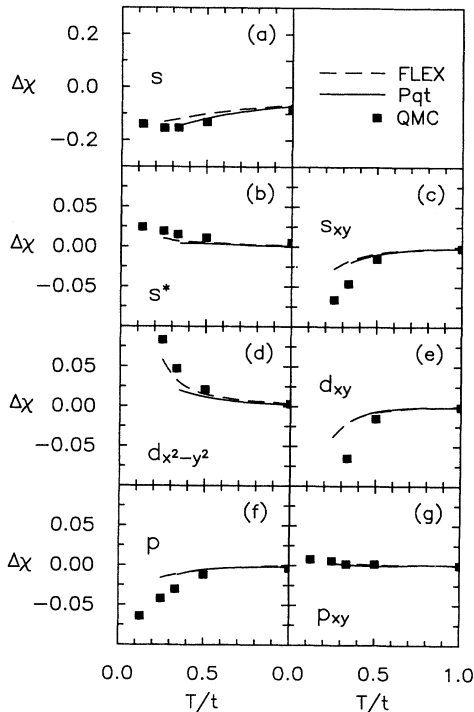 0.2
(a)
s
Δχ 0.0
−0.2
FLEX
Pqt
QMC
0.05
(b)
(c)
Δχ 0.00
s_xy
−0.05
s*
0.05
(d)
(e)
Δχ 0.00
d_xy
−0.05
d_x²−y²
0.05
(f)
(g)
p
Δχ 0.00
−0.05
p_xy
0.0 0.5 0.0 0.5 1.0
T/t T/t